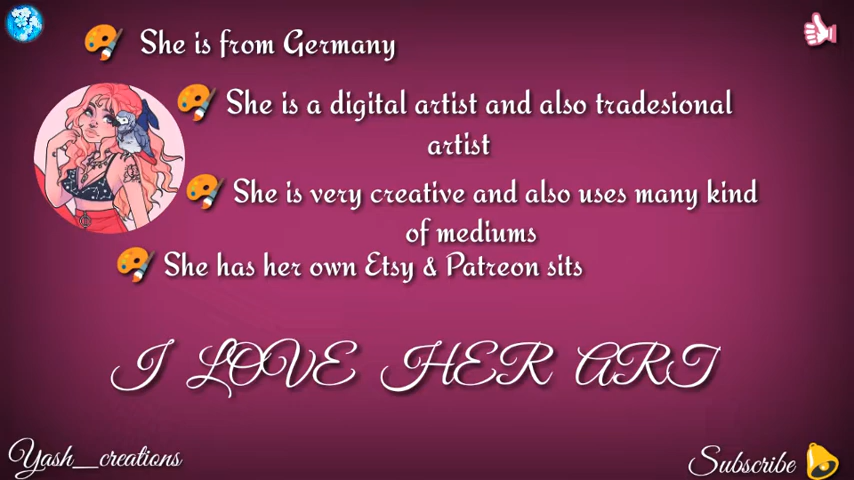 She is from Germany
She is a digital artist and also tradesional
artist
She is very creative and also uses many kind
of mediums
She has her own Etsy & Patreon sits
I LOVE HER ART
Yash__creations
Subscribe